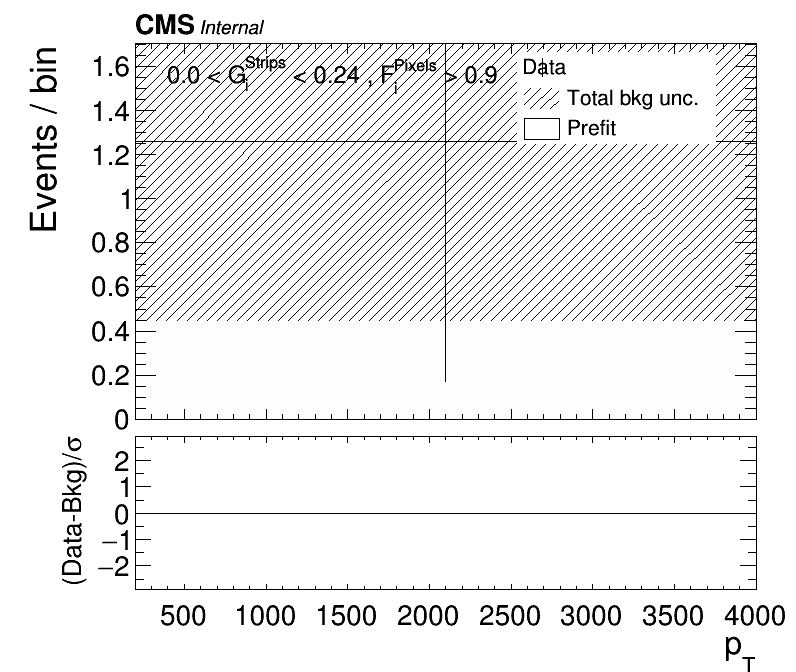 CMS Internal
Events / bin
1.6
1.4
1.2
1
0.8
0.6
0.4
0.2
0
0.0 < G_i^Strips < 0.24 , F_i^Pixels > 0.9
Data
Total bkg unc.
Prefit
(Data-Bkg)/σ
2
1
0
−1
−2
500 1000 1500 2000 2500 3000 3500 4000
p_T